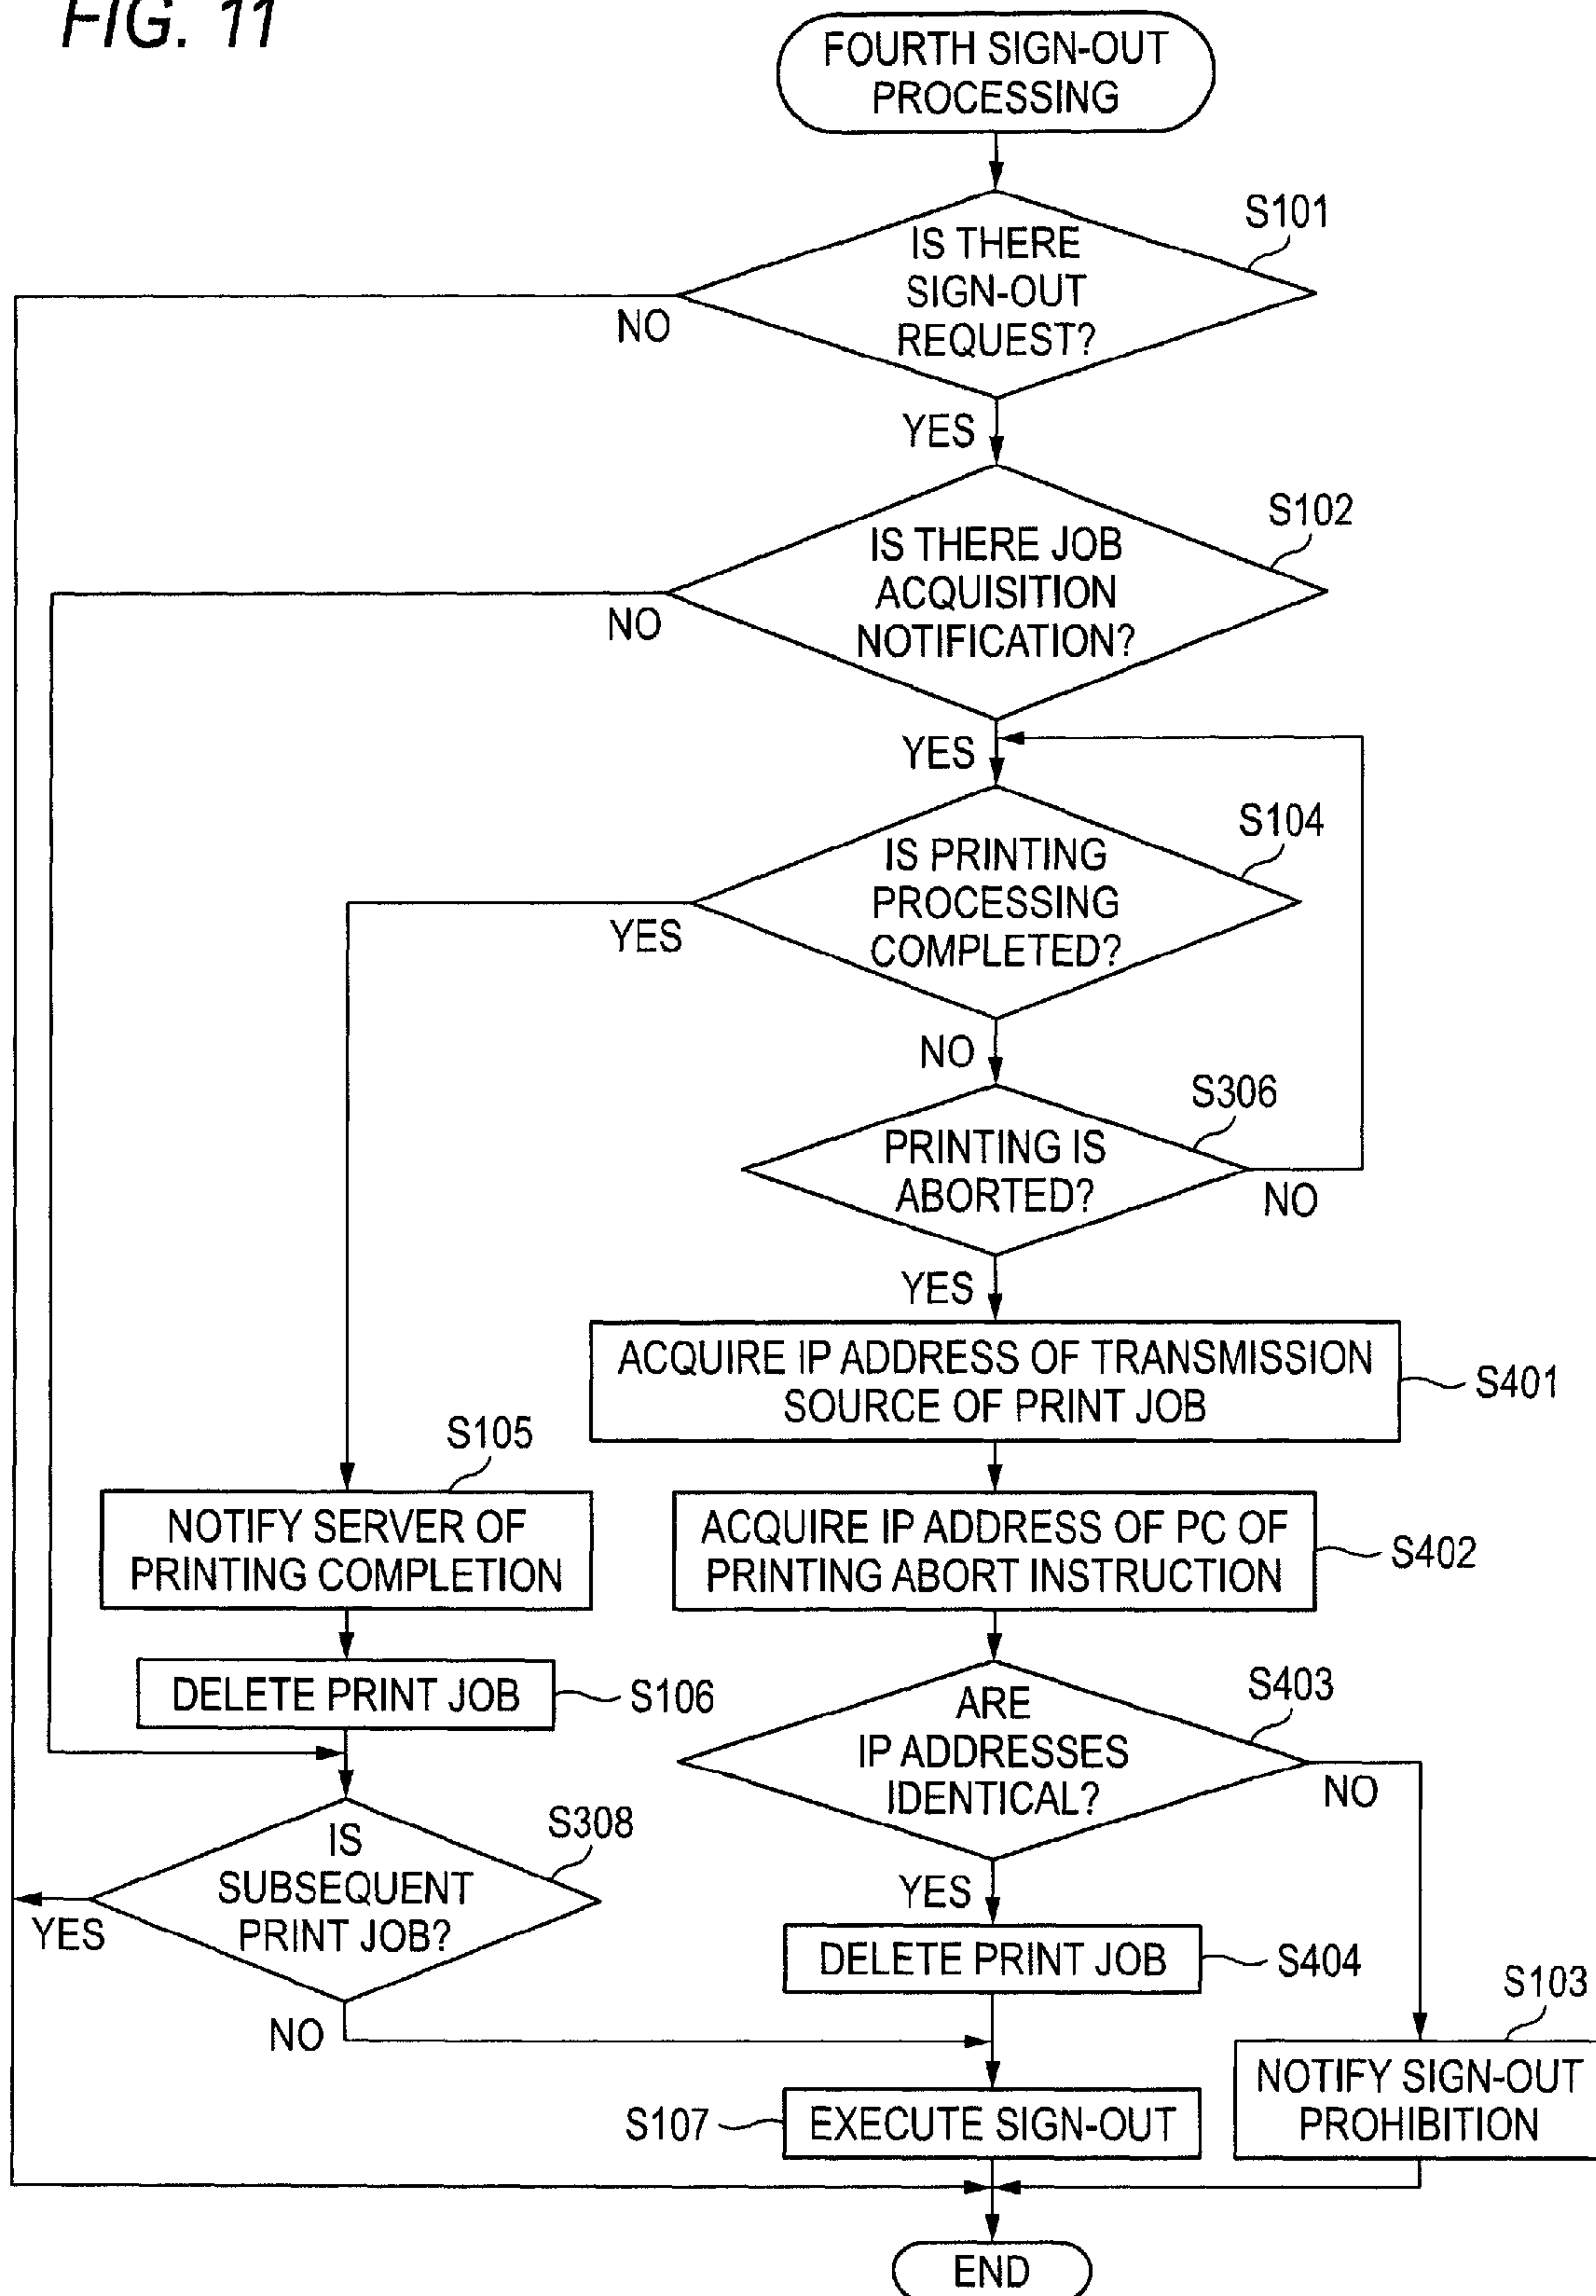 FIG. 11
FOURTH SIGN-OUT
PROCESSING
S101
IS THERE
SIGN-OUT
REQUEST?
NO
YES
S102
IS THERE JOB
ACQUISITION
NOTIFICATION?
NO
YES
S104
IS PRINTING
PROCESSING
COMPLETED?
YES
NO
S306
PRINTING IS
ABORTED?
NO
YES
ACQUIRE IP ADDRESS OF TRANSMISSION
SOURCE OF PRINT JOB
S401
S105
NOTIFY SERVER OF
PRINTING COMPLETION
ACQUIRE IP ADDRESS OF PC OF
PRINTING ABORT INSTRUCTION
S402
DELETE PRINT JOB
S106
S403
ARE
IP ADDRESSES
IDENTICAL?
NO
YES
S308
IS
SUBSEQUENT
PRINT JOB?
YES
NO
DELETE PRINT JOB
S404
S103
NOTIFY SIGN-OUT
PROHIBITION
S107
EXECUTE SIGN-OUT
END